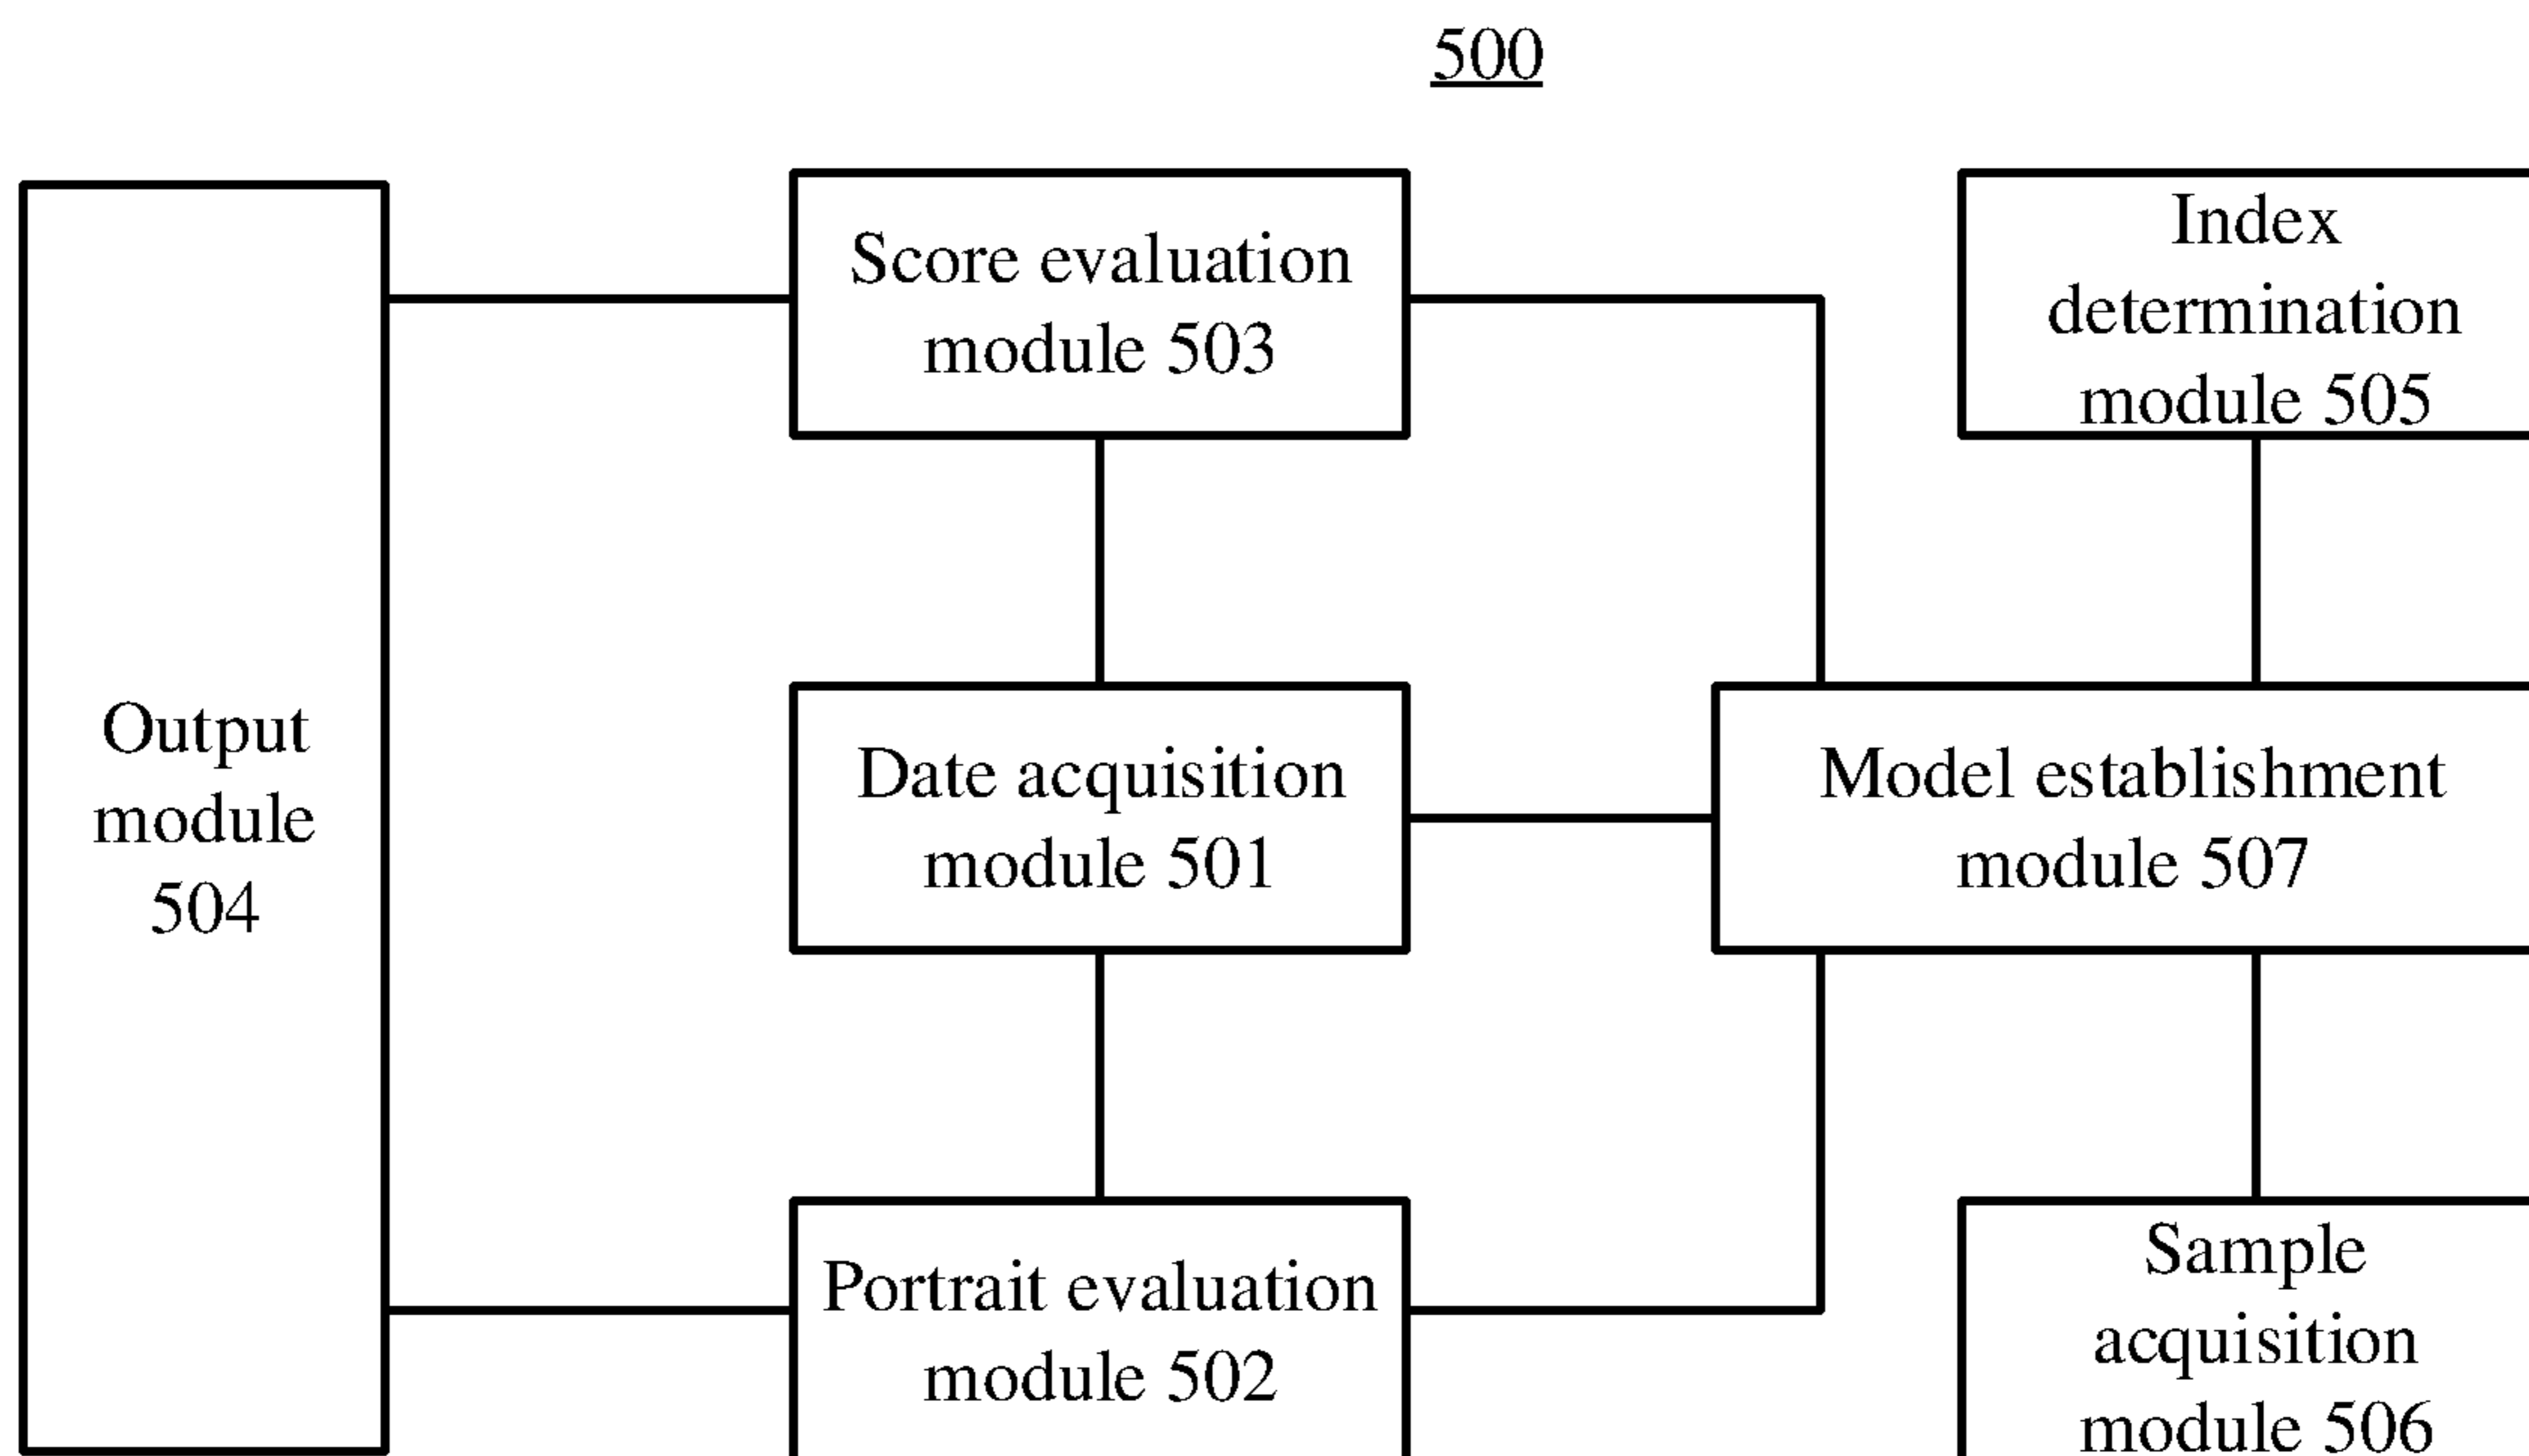 500
Score evaluation
module 503
Index
determination
module 505
Output
module
504
Date acquisition
module 501
Model establishment
module 507
Portrait evaluation
module 502
Sample
acquisition
module 506